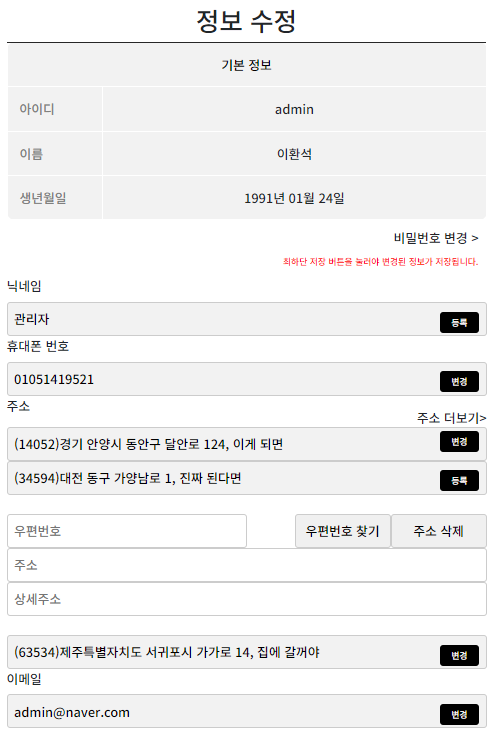 정보 수정
기본 정보
아이디 admin
이름 이환석
생년월일 1991년 01월 24일
비밀번호 변경 >
최하단 저장 버튼을 눌러야 변경된 정보가 저장됩니다.
닉네임
관리자 등록
휴대폰 번호
01051419521 변경
주소
주소 더보기>
(14052)경기 안양시 동안구 달안로 124, 이게 되면 변경
(34594)대전 동구 가양남로 1, 진짜 된다면 등록
우편번호 우편번호 찾기 주소 삭제
주소
상세주소
(63534)제주특별자치도 서귀포시 가가로 14, 집에 갈꺼야 변경
이메일
admin@naver.com 변경